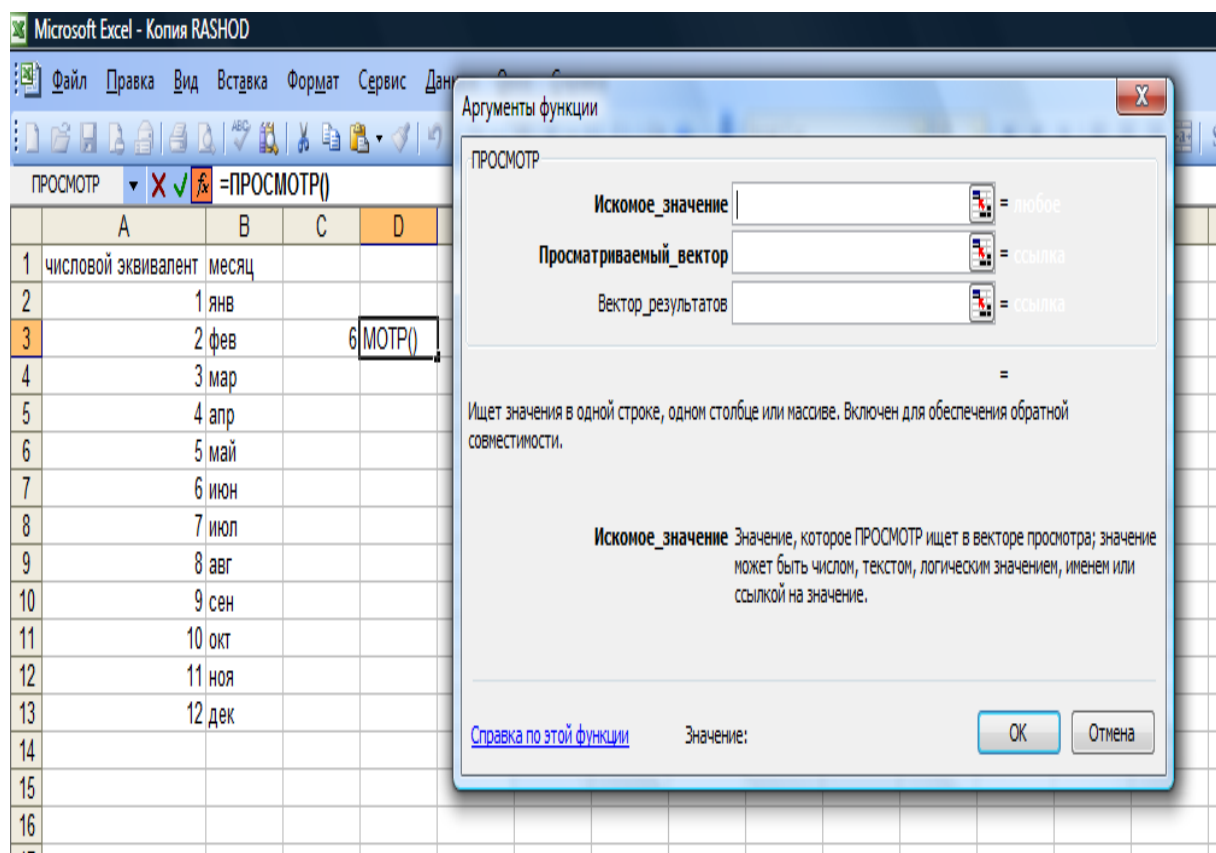 Microsoft Excel - Копия RASHOD
Файл Правка Вид Вставка Формат Сервис
Аргументы функции
ПРОСМОТР =ПРОСМОТР()
ПРОСМОТР
Искомое_значение = любое
Просматриваемый_вектор = ссылка
Вектор_результатов = ссылка
=
Ищет значения в одной строке, одном столбце или массиве. Включен для обеспечения обратной
совместимости.
Искомое_значение Значение, которое ПРОСМОТР ищет в векторе просмотра; значение
может быть числом, текстом, логическим значением, именем или
ссылкой на значение.
Справка по этой функции Значение: ОК Отмена
A B C D
1 числовой эквивалент месяц
2 1 янв
3 2 фев 6 МОТР()
4 3 мар
5 4 апр
6 5 май
7 6 июн
8 7 июл
9 8 авг
10 9 сен
11 10 окт
12 11 ноя
13 12 дек
14
15
16